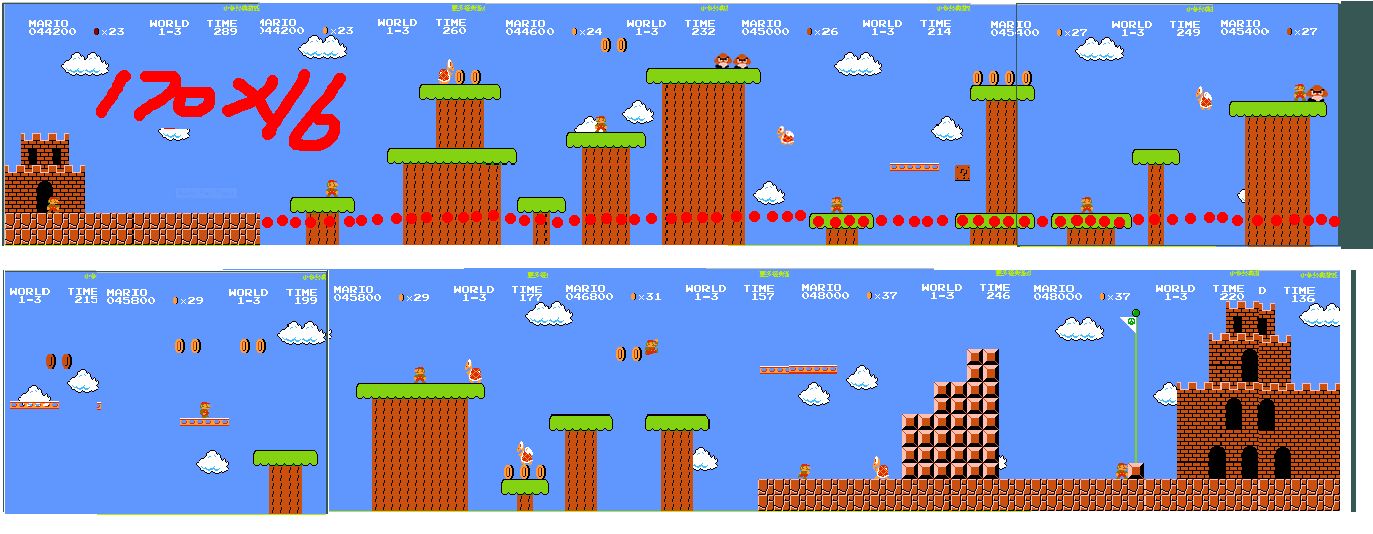 MARIO WORLD TIME MARIO WORLD TIME MARIO WORLD TIME MARIO WORLD TIME MARIO WORLD TIME MARIO
044200 ×23 1-3 289 044200 ×23 1-3 260 044600 ×24 1-3 232 045000 ×26 1-3 214 045400 ×27 1-3 249 045400 ×27
170×16
?
WORLD TIME MARIO WORLD TIME MARIO WORLD TIME MARIO WORLD TIME MARIO WORLD TIME MARIO WORLD TIME D TIME
1-3 215 045800 ×29 1-3 199 045800 ×29 1-3 177 046800 ×31 1-3 157 048000 ×37 1-3 246 048000 ×37 1-3 220 136